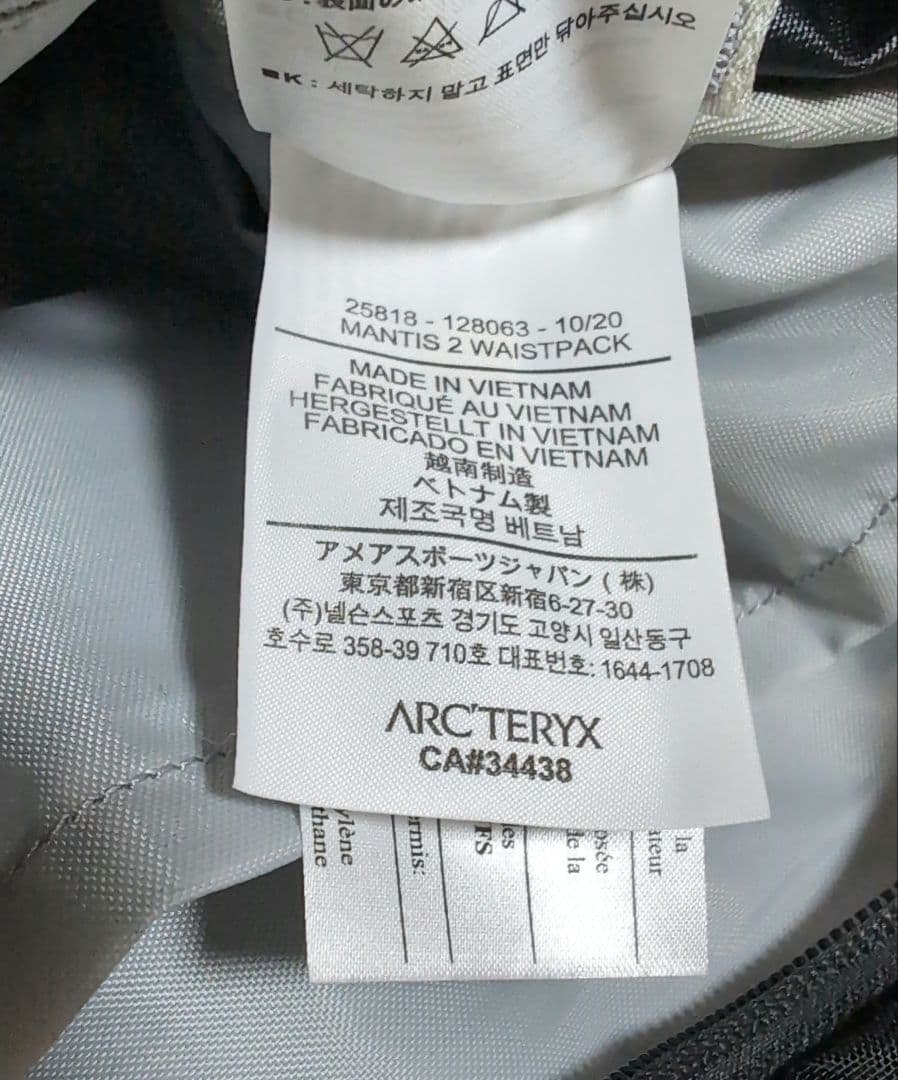 세탁하지 말고 표면만 닦아주십시오
25818 - 128063 - 10/20
MANTIS 2 WAISTPACK
MADE IN VIETNAM
FABRIQUÉ AU VIETNAM
HERGESTELLT IN VIETNAM
FABRICADO EN VIETNAM
越南制造
ベトナム製
제조국명 베트남
アメアスポーツジャパン (株)
東京都新宿区新宿6-27-30
(주)넬슨스포츠 경기도 고양시 일산동구
호수로 358-39 710호 대표번호: 1644-1708
ARC'TERYX
CA#34438
de la
la